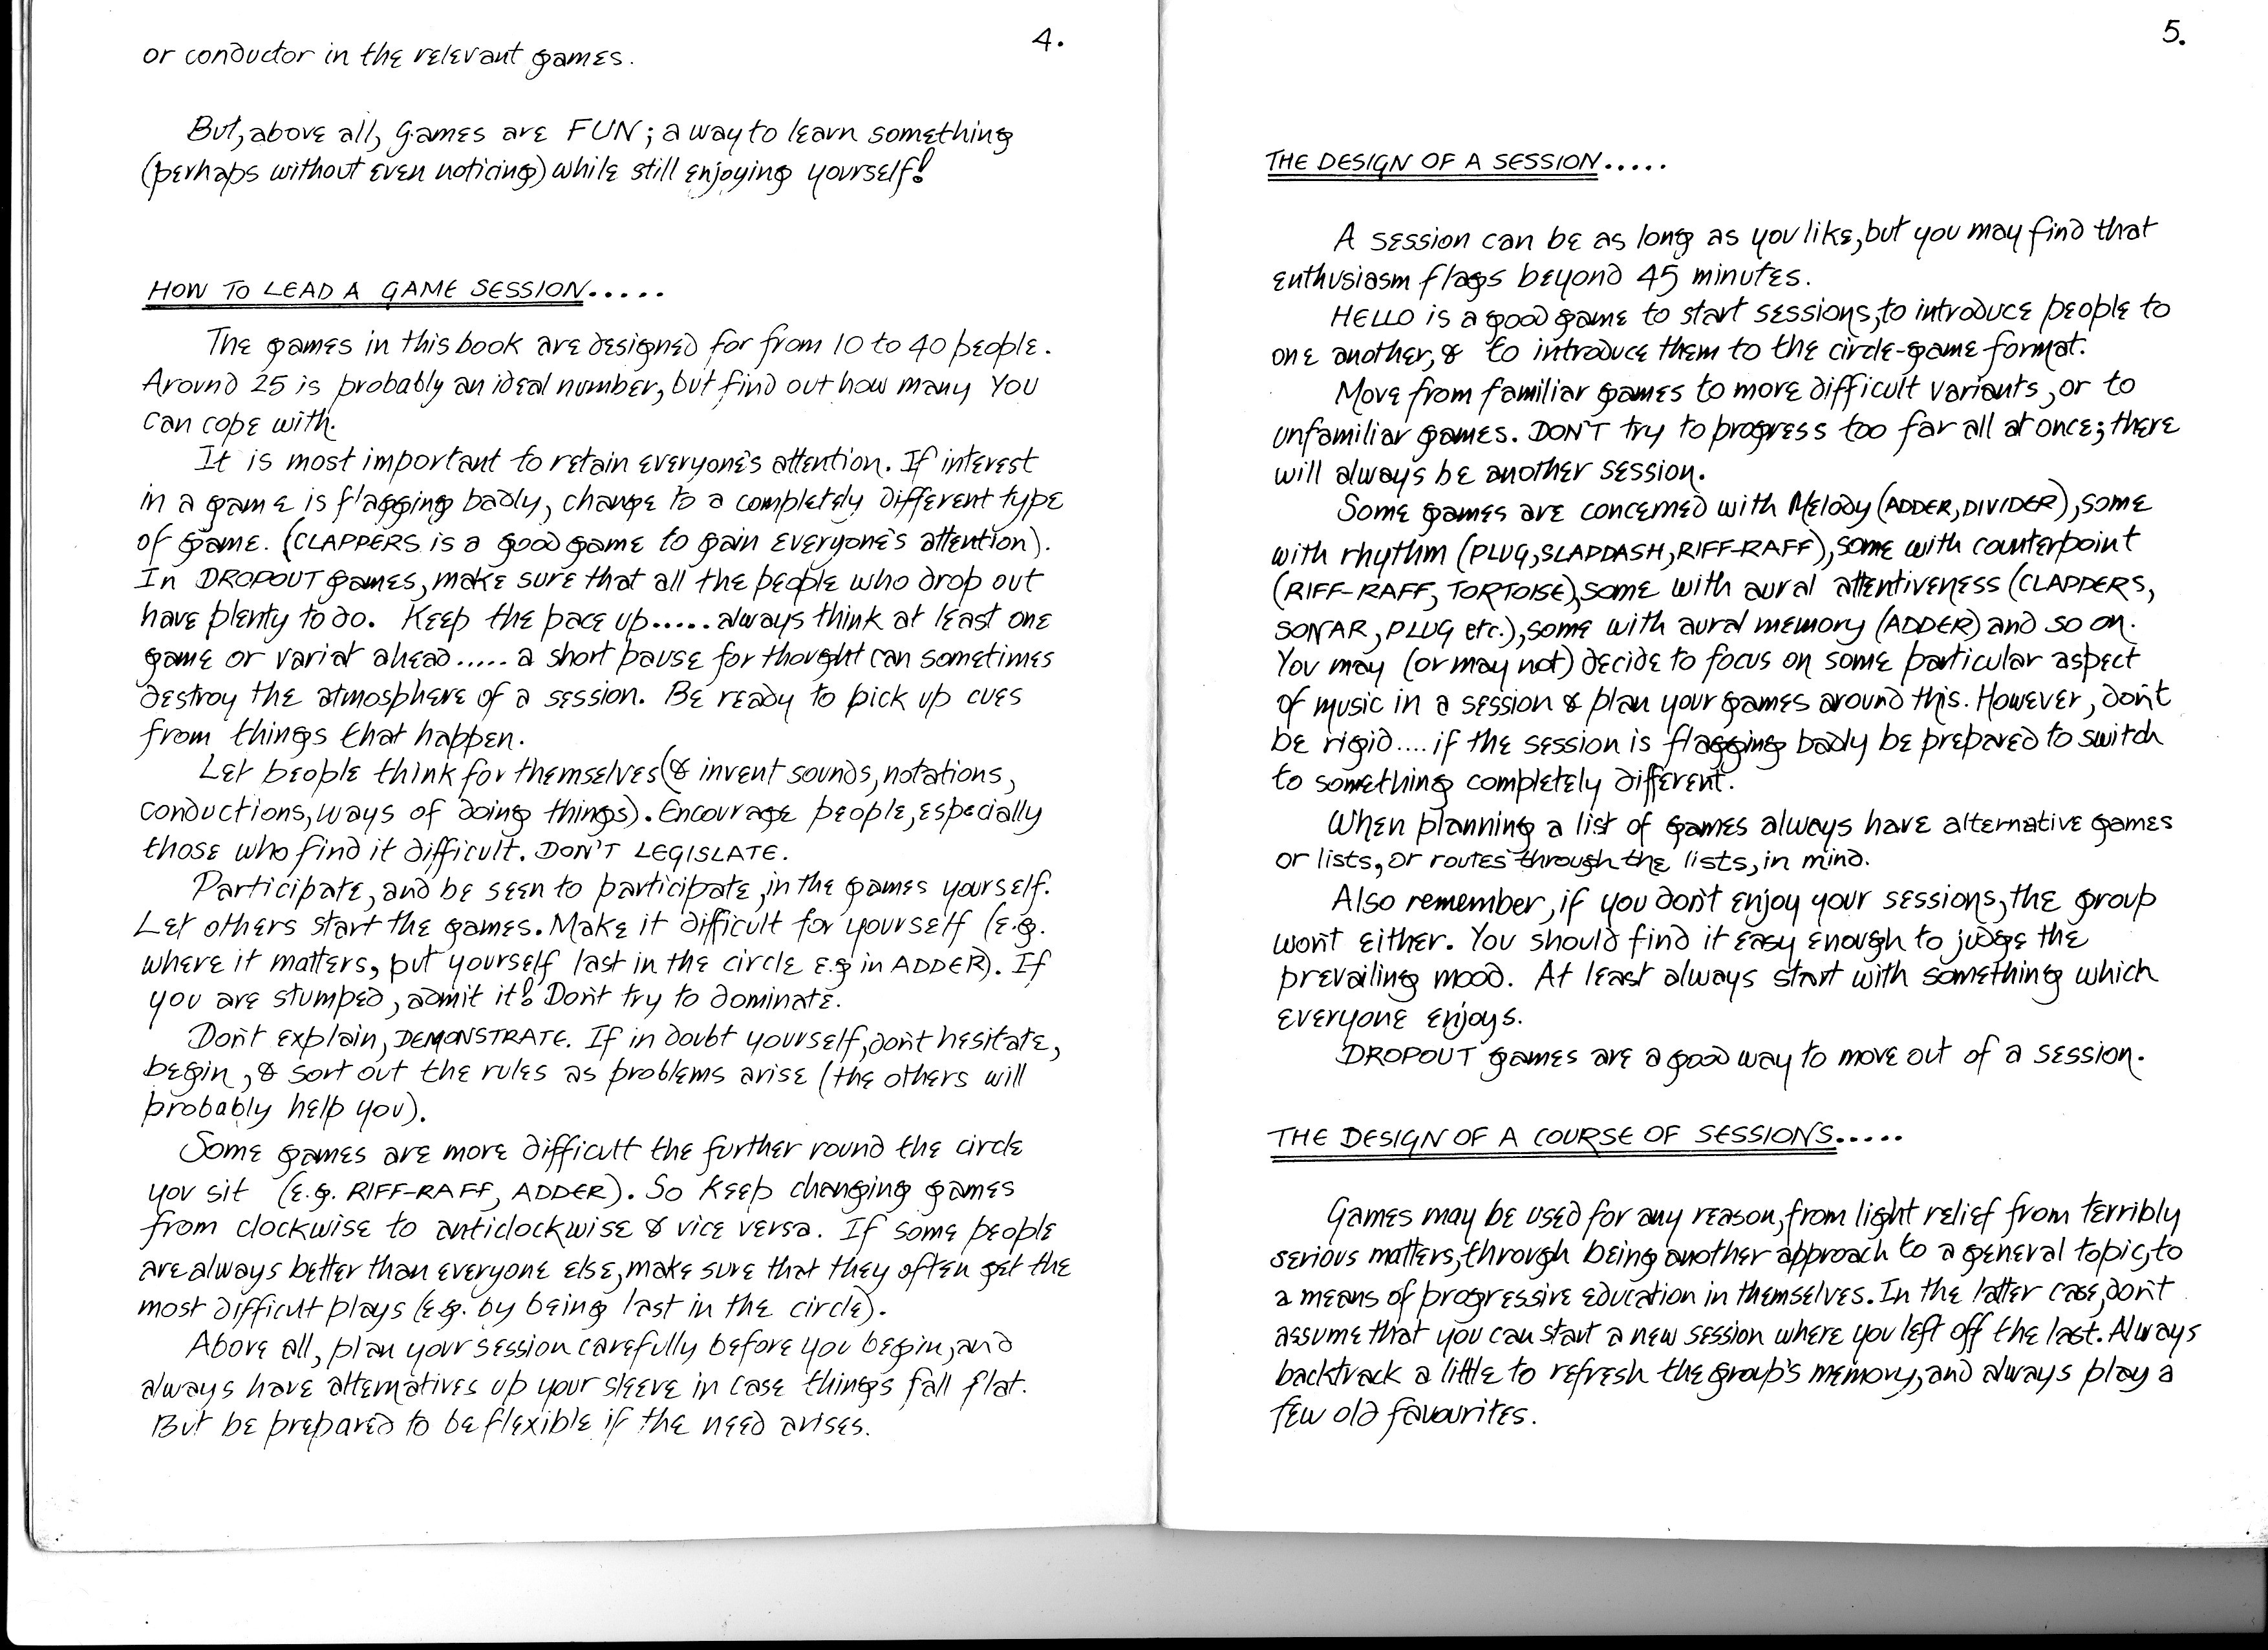 4.
or conductor in the relevant games.
But, above all, games are FUN; a way to learn something
(perhaps without even noticing) while still enjoying yourself!
HOW TO LEAD A GAME SESSION.....
The games in this book are designed for from 10 to 40 people.
Around 25 is probably an ideal number, but find out how many You
can cope with.
It is most important to retain everyone's attention. If interest
in a game is flagging badly, change to a completely different type
of game. (CLAPPERS is a good game to gain everyone's attention).
In DROPOUT games, make sure that all the people who drop out
have plenty to do. Keep the pace up..... always think at least one
game or variat ahead..... a short pause for thought can sometimes
destroy the atmosphere of a session. Be ready to pick up cues
from things that happen.
Let people think for themselves (& invent sounds, notations,
conductions, ways of doing things). Encourage people, especially
those who find it difficult. DON'T LEGISLATE.
Participate, and be seen to participate, in the games yourself.
Let others start the games. Make it difficult for yourself (e.g.
where it matters, put yourself last in the circle e.g in ADDER). If
you are stumped, admit it! Don't try to dominate.
Don't explain, DEMONSTRATE. If in doubt yourself, don't hesitate,
begin, & sort out the rules as problems arise (the others will
probably help you).
Some games are more difficult the further round the circle
you sit (e.g. RIFF-RAFF, ADDER). So keep changing games
from clockwise to anticlockwise & vice versa. If some people
are always better than everyone else, make sure that they often get the
most difficult plays (e.g. by being last in the circle).
Above all, plan your session carefully before you begin, and
always have alternatives up your sleeve in case things fall flat.
But be prepared to be flexible if the need arises.
5.
THE DESIGN OF A SESSION.....
A session can be as long as you like, but you may find that
enthusiasm flags beyond 45 minutes.
HELLO is a good game to start sessions, to introduce people to
one another, & to introduce them to the circle-game format.
Move from familiar games to more difficult variants, or to
unfamiliar games. DON'T try to progress too far all at once; there
will always be another session.
Some games are concerned with Melody (ADDER, DIVIDER), some
with rhythm (PLUG, SLAPDASH, RIFF-RAFF), some with counterpoint
(RIFF-RAFF, TORTOISE), some with aural attentiveness (CLAPPERS,
SONAR, PLUG etc.), some with aural memory (ADDER) and so on.
You may (or may not) decide to focus on some particular aspect
of music in a session & plan your games around this. However, don't
be rigid.... if the session is flagging badly be prepared to switch
to something completely different.
When planning a list of games always have alternative games
or lists, or routes through the lists, in mind.
Also remember, if you don't enjoy your sessions, the group
won't either. You should find it easy enough to judge the
prevailing mood. At least always start with something which
everyone enjoys.
DROPOUT games are a good way to move out of a session.
THE DESIGN OF A COURSE OF SESSIONS.....
Games may be used for any reason, from light relief from terribly
serious matters, through being another approach to a general topic, to
a means of progressive education in themselves. In the latter case, don't
assume that you can start a new session where you left off the last. Always
backtrack a little to refresh the group's memory, and always play a
few old favourites.